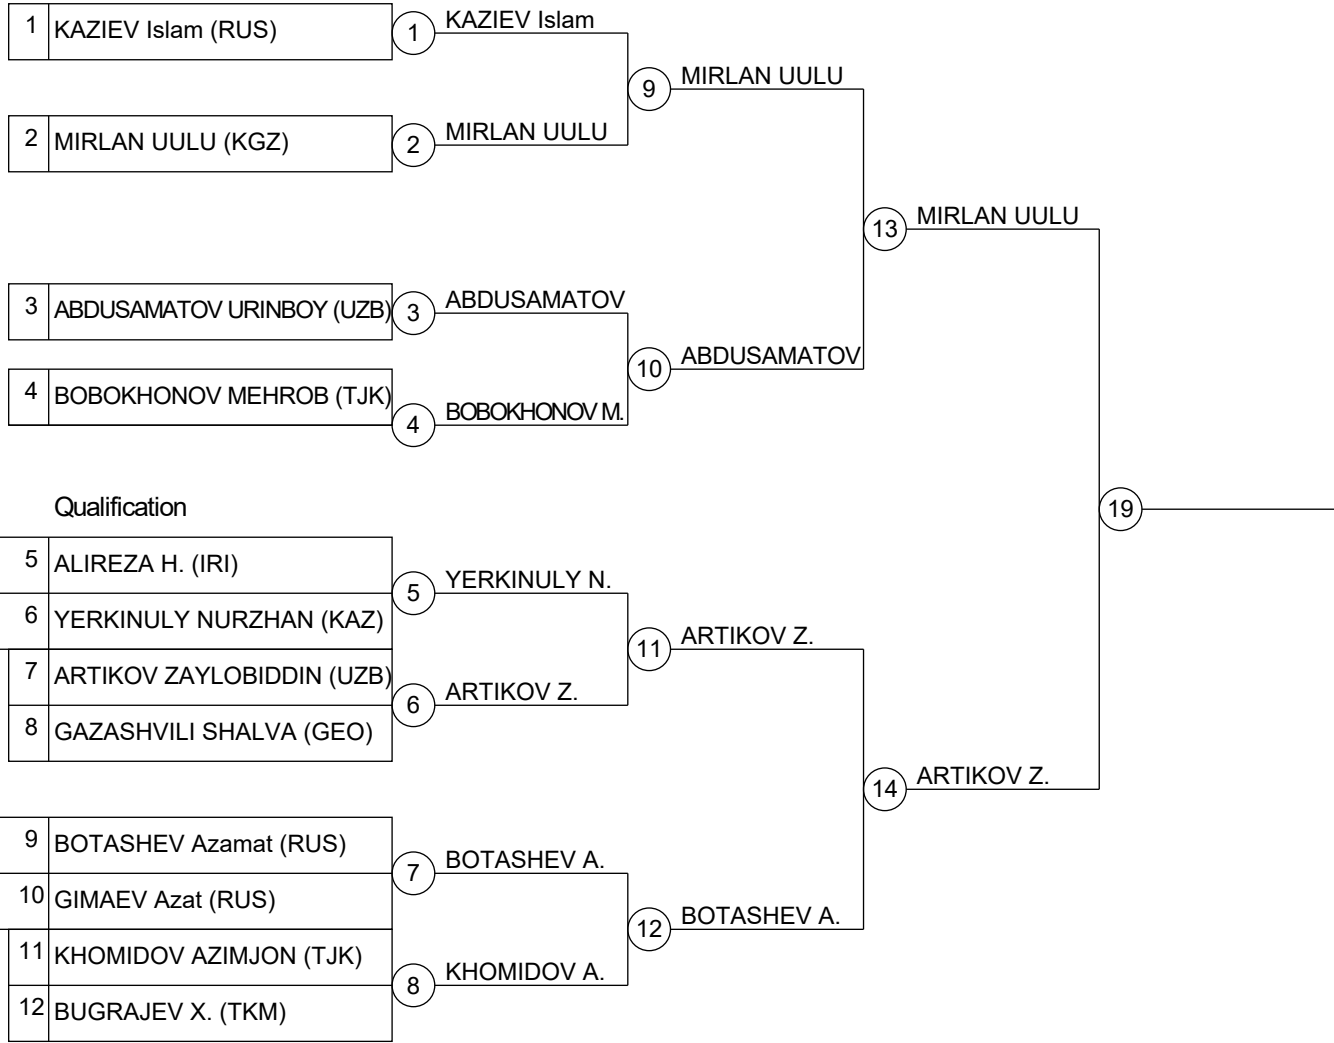 1 KAZIEV Islam (RUS) 1 KAZIEV Islam
9 MIRLAN UULU
2 MIRLAN UULU (KGZ) 2 MIRLAN UULU
13 MIRLAN UULU
3 ABDUSAMATOV URINBOY (UZB) 3 ABDUSAMATOV
10 ABDUSAMATOV
4 BOBOKHONOV MEHROB (TJK) 4 BOBOKHONOV M.
Qualification
19
5 ALIREZA H. (IRI)
5 YERKINULY N.
6 YERKINULY NURZHAN (KAZ)
11 ARTIKOV Z.
7 ARTIKOV ZAYLOBIDDIN (UZB)
6 ARTIKOV Z.
8 GAZASHVILI SHALVA (GEO)
14 ARTIKOV Z.
9 BOTASHEV Azamat (RUS)
7 BOTASHEV A.
10 GIMAEV Azat (RUS)
12 BOTASHEV A.
11 KHOMIDOV AZIMJON (TJK)
8 KHOMIDOV A.
12 BUGRAJEV X. (TKM)